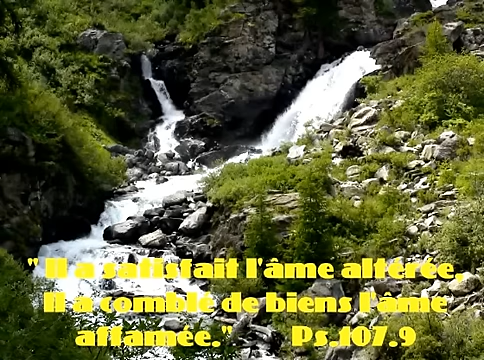 " Il a satisfait l'âme altérée,
Il a comblé de biens l'âme
affamée." Ps.107.9